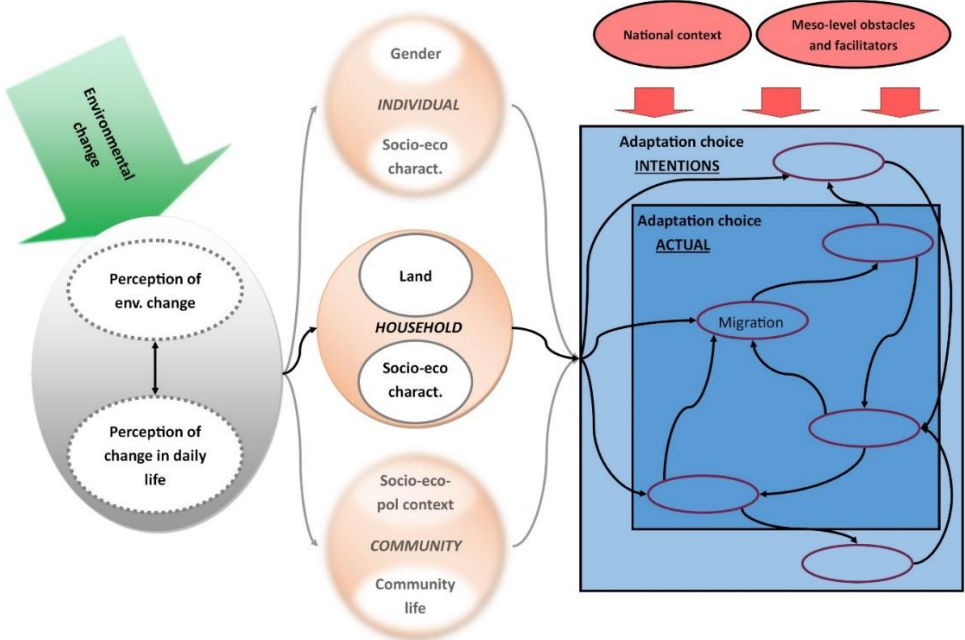 Environmental
change
Perception of
env. change
Perception of
change in daily
life
Gender
INDIVIDUAL
Socio-eco
charact.
Land
HOUSEHOLD
Socio-eco
charact.
Socio-eco-
pol context
COMMUNITY
Community
life
National context
Meso-level obstacles
and facilitators
Adaptation choice
INTENTIONS
Adaptation choice
ACTUAL
Migration